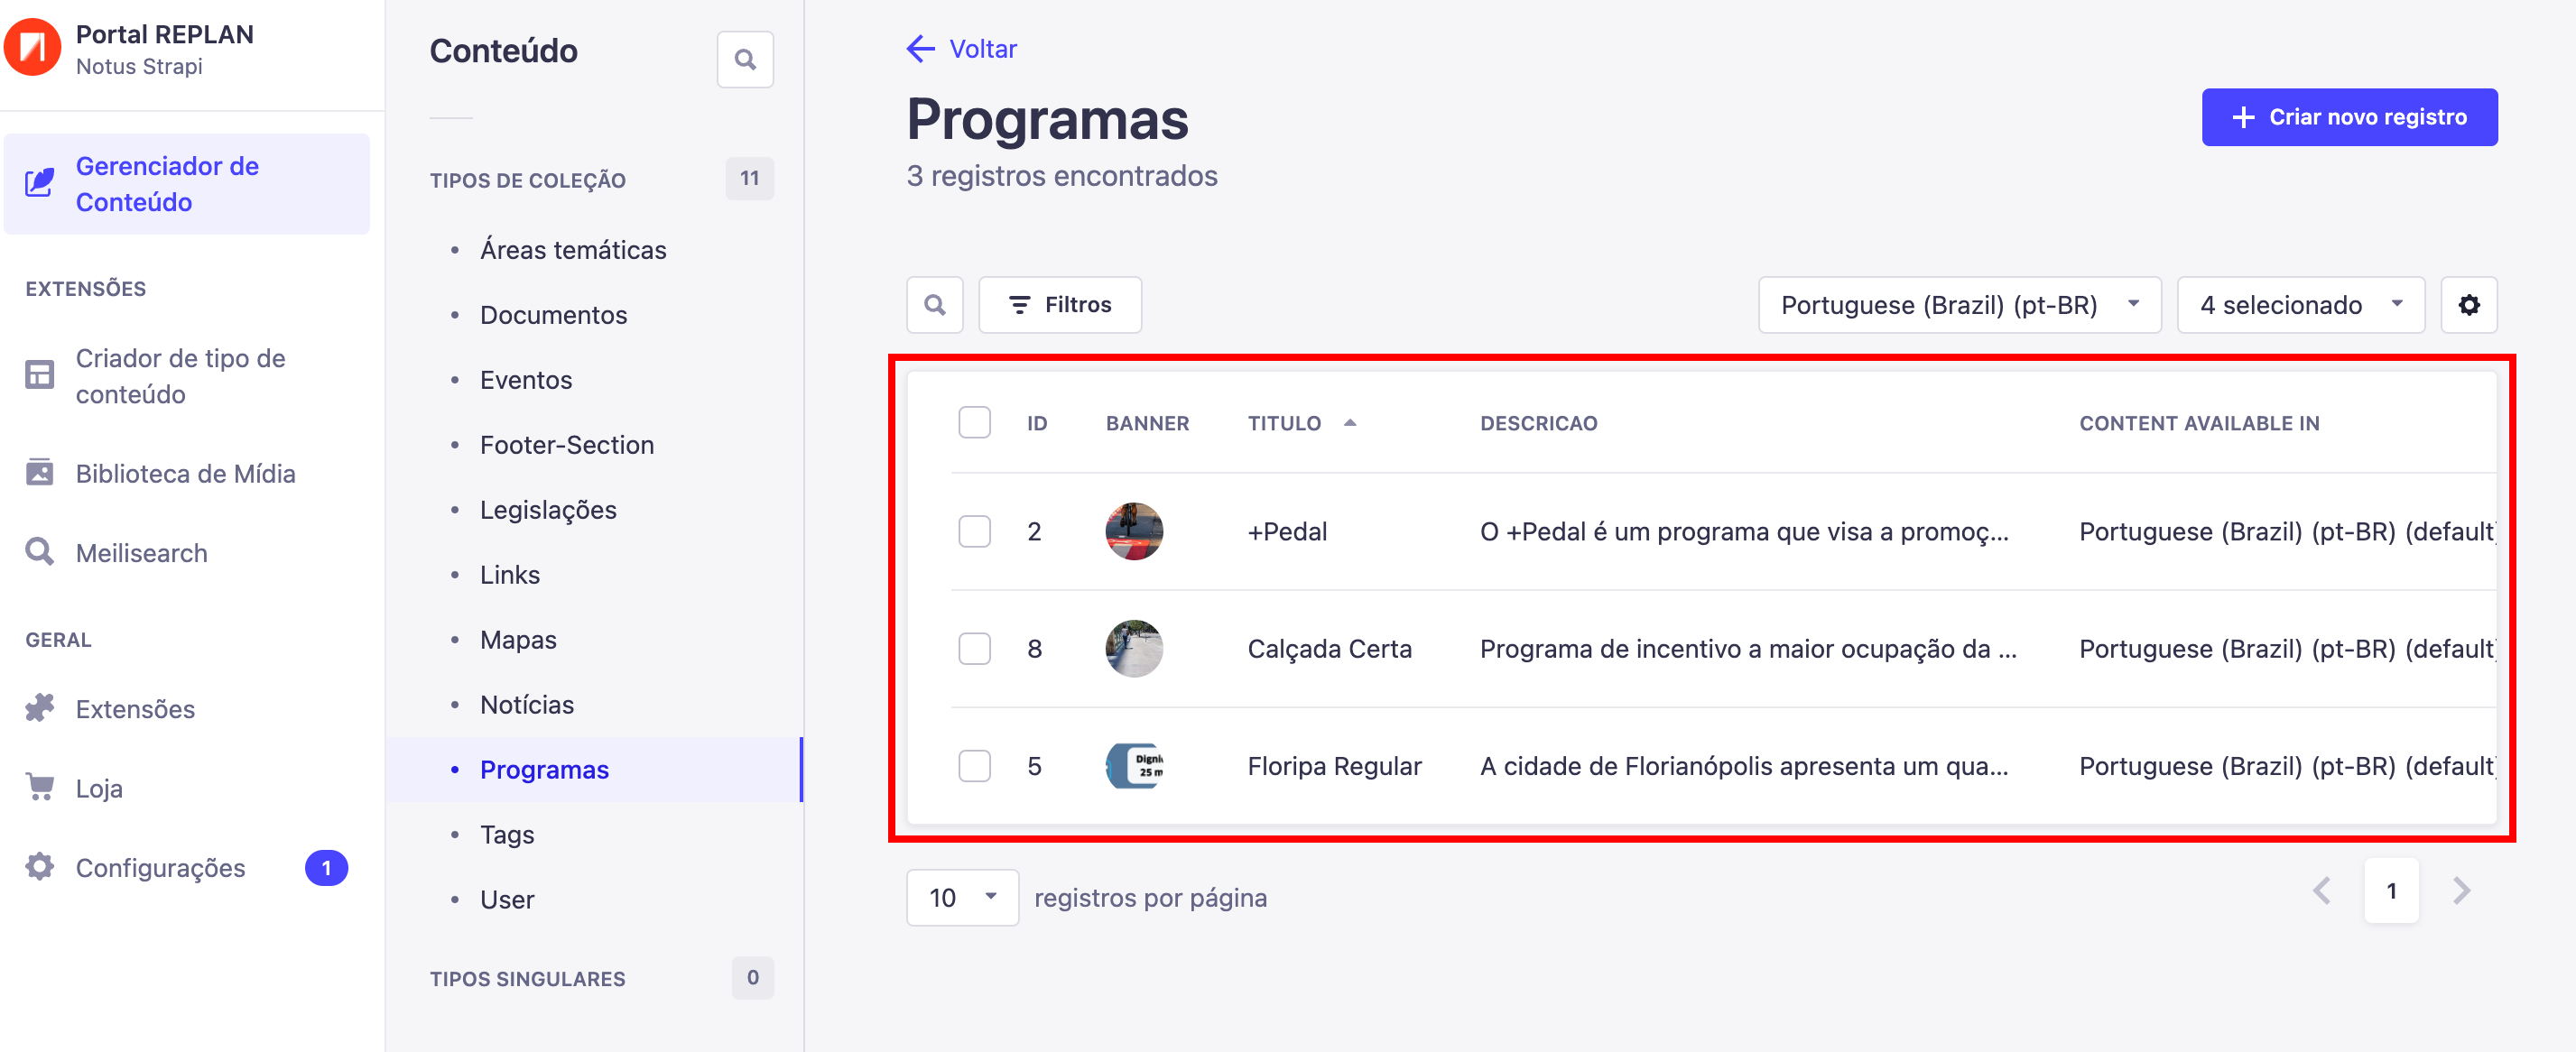 Portal REPLAN
Notus Strapi
Gerenciador de
Conteúdo
EXTENSÕES
Criador de tipo de
conteúdo
Biblioteca de Mídia
Meilisearch
GERAL
Extensões
Loja
Configurações 1
Conteúdo
TIPOS DE COLEÇÃO 11
Áreas temáticas
Documentos
Eventos
Footer-Section
Legislações
Links
Mapas
Notícias
Programas
Tags
User
TIPOS SINGULARES 0
Voltar
Programas
Criar novo registro
3 registros encontrados
Filtros
Portuguese (Brazil) (pt-BR)
4 selecionado
ID BANNER TITULO DESCRICAO CONTENT AVAILABLE IN
2 +Pedal O +Pedal é um programa que visa a promoç... Portuguese (Brazil) (pt-BR) (default)
8 Calçada Certa Programa de incentivo a maior ocupação da ... Portuguese (Brazil) (pt-BR) (default)
5 Floripa Regular A cidade de Florianópolis apresenta um qua... Portuguese (Brazil) (pt-BR) (default)
10 registros por página
1